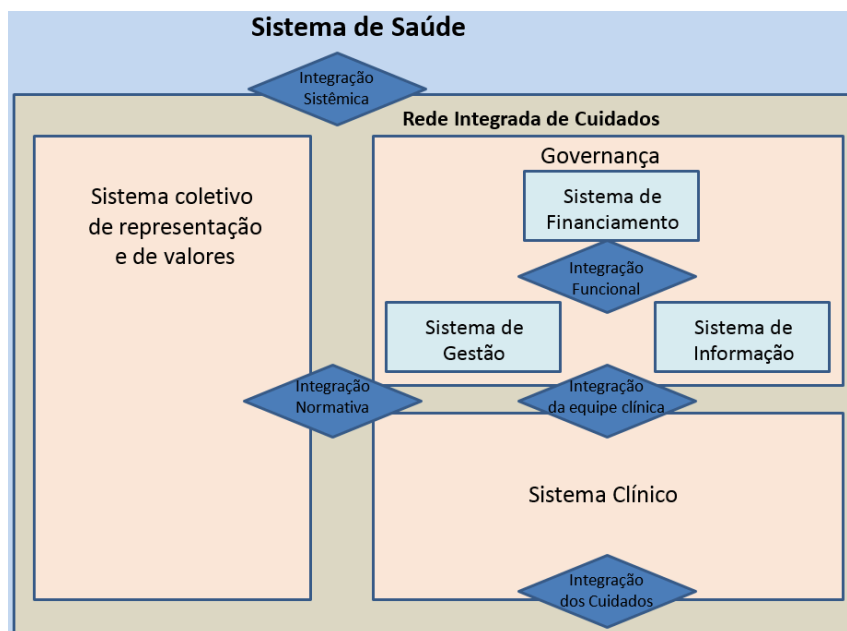 Sistema de Saúde
Integração
Sistêmica
Rede Integrada de Cuidados
Sistema coletivo
de representação
e de valores
Governança
Sistema de
Financiamento
Integração
Funcional
Sistema de
Gestão
Sistema de
Informação
Integração
Normativa
Integração
da equipe clínica
Sistema Clínico
Integração
dos Cuidados